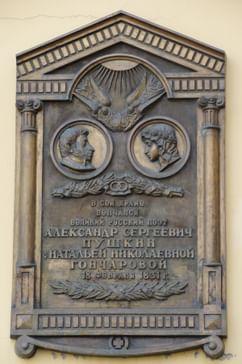 В СЕМ ХРАМЕ
ВЕНЧАЛСЯ
ВЕЛИКИЙ РУССКИЙ ПОЭТ
АЛЕКСАНДР СЕРГЕЕВИЧ
ПУШКИН
С НАТАЛЬЕЙ НИКОЛАЕВНОЙ
ГОНЧАРОВОЙ
18 ФЕВРАЛЯ 1831 Г.